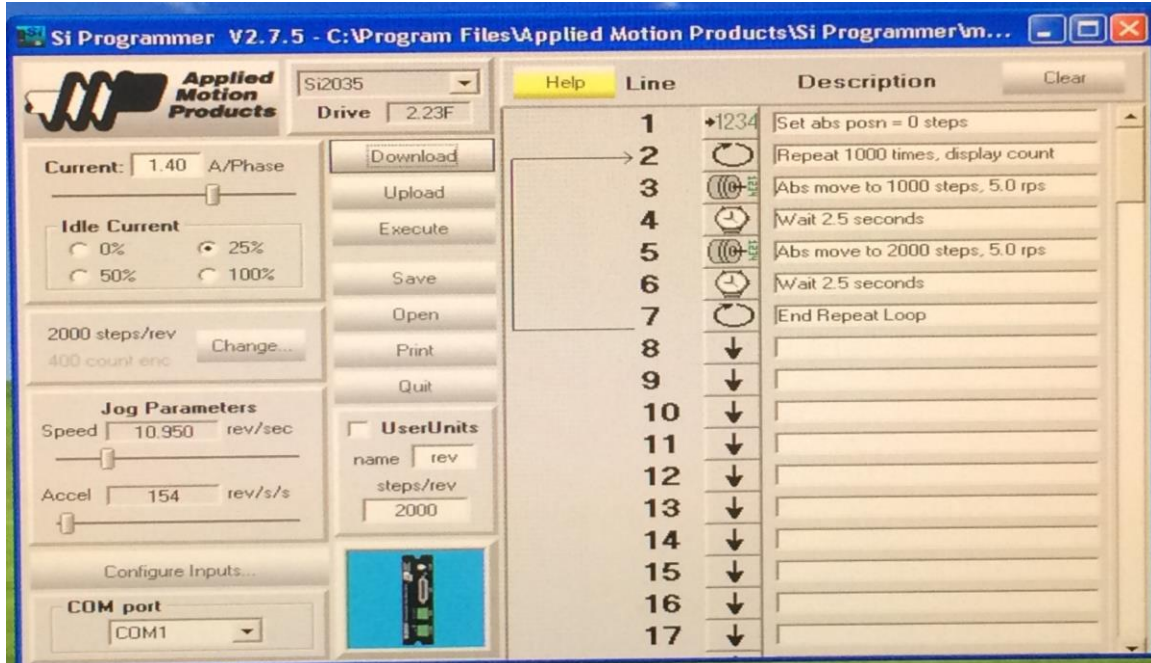 Si Programmer V2.7.5 - C:\Program Files\Applied Motion Products\Si Programmer\m...
Applied
Motion
Products
Si2035
Drive 2.23F
Current: 1.40 A/Phase
Idle Current
0% 25%
50% 100%
2000 steps/rev
400 count enc
Change...
Jog Parameters
Speed 10.950 rev/sec
Accel 154 rev/s/s
Configure Inputs...
COM port
COM1
Download
Upload
Execute
Save
Open
Print
Quit
UserUnits
name rev
steps/rev
2000
Help Line Description Clear
1 1234 Set abs posn = 0 steps
2 Repeat 1000 times, display count
3 1234 Abs move to 1000 steps, 5.0 rps
4 Wait 2.5 seconds
5 1234 Abs move to 2000 steps, 5.0 rps
6 Wait 2.5 seconds
7 End Repeat Loop
8
9
10
11
12
13
14
15
16
17